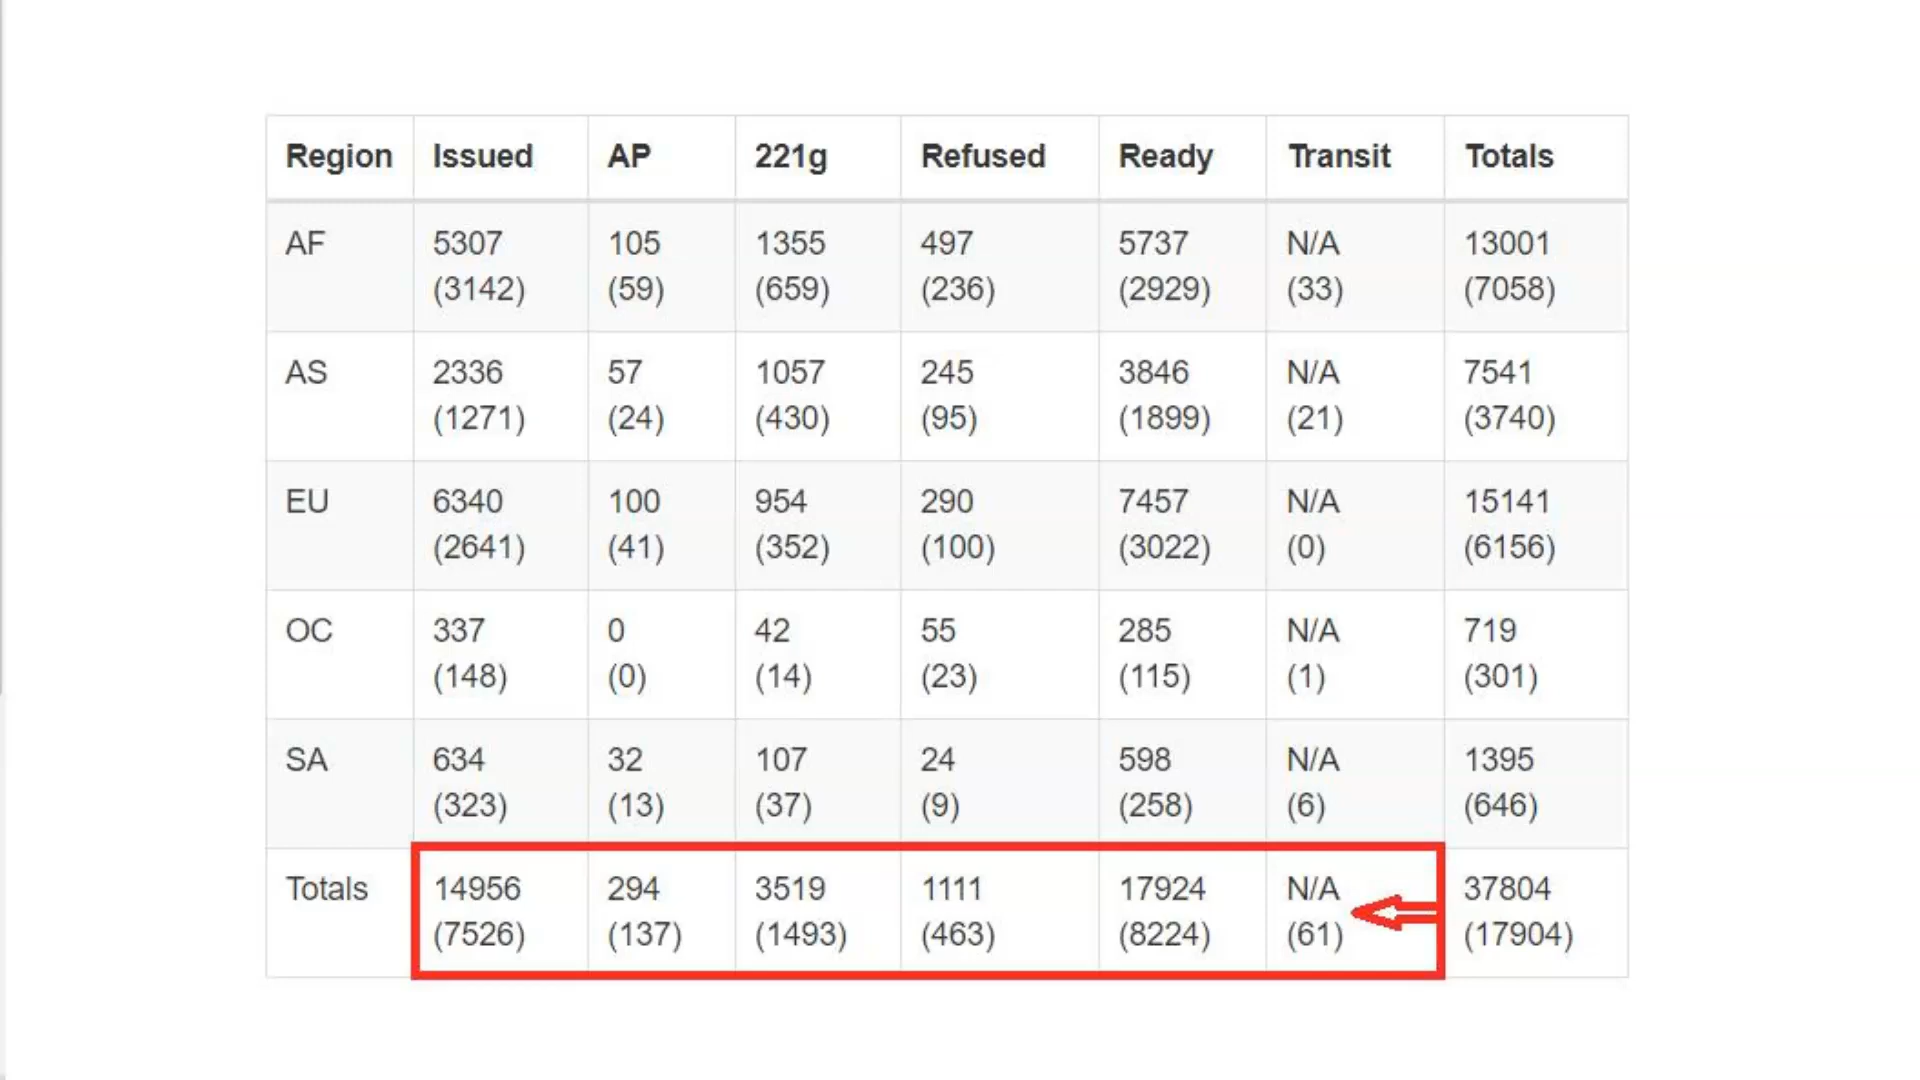 Region Issued AP 221g Refused Ready Transit Totals
AF 5307 105 1355 497 5737 N/A 13001
(3142) (59) (659) (236) (2929) (33) (7058)
AS 2336 57 1057 245 3846 N/A 7541
(1271) (24) (430) (95) (1899) (21) (3740)
EU 6340 100 954 290 7457 N/A 15141
(2641) (41) (352) (100) (3022) (0) (6156)
OC 337 0 42 55 285 N/A 719
(148) (0) (14) (23) (115) (1) (301)
SA 634 32 107 24 598 N/A 1395
(323) (13) (37) (9) (258) (6) (646)
Totals 14956 294 3519 1111 17924 N/A 37804
(7526) (137) (1493) (463) (8224) (61) (17904)